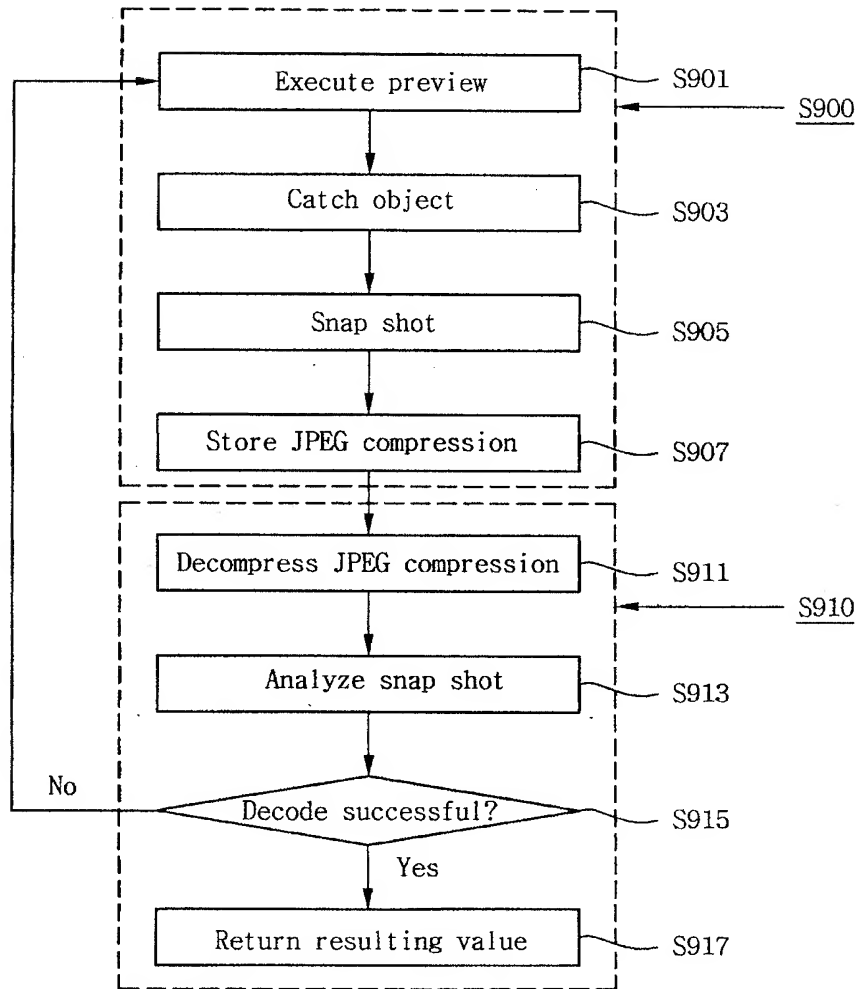 Execute preview
S901
S900
Catch object
S903
Snap shot
S905
Store JPEG compression
S907
Decompress JPEG compression
S911
S910
Analyze snap shot
S913
No
Decode successful?
S915
Yes
Return resulting value
S917